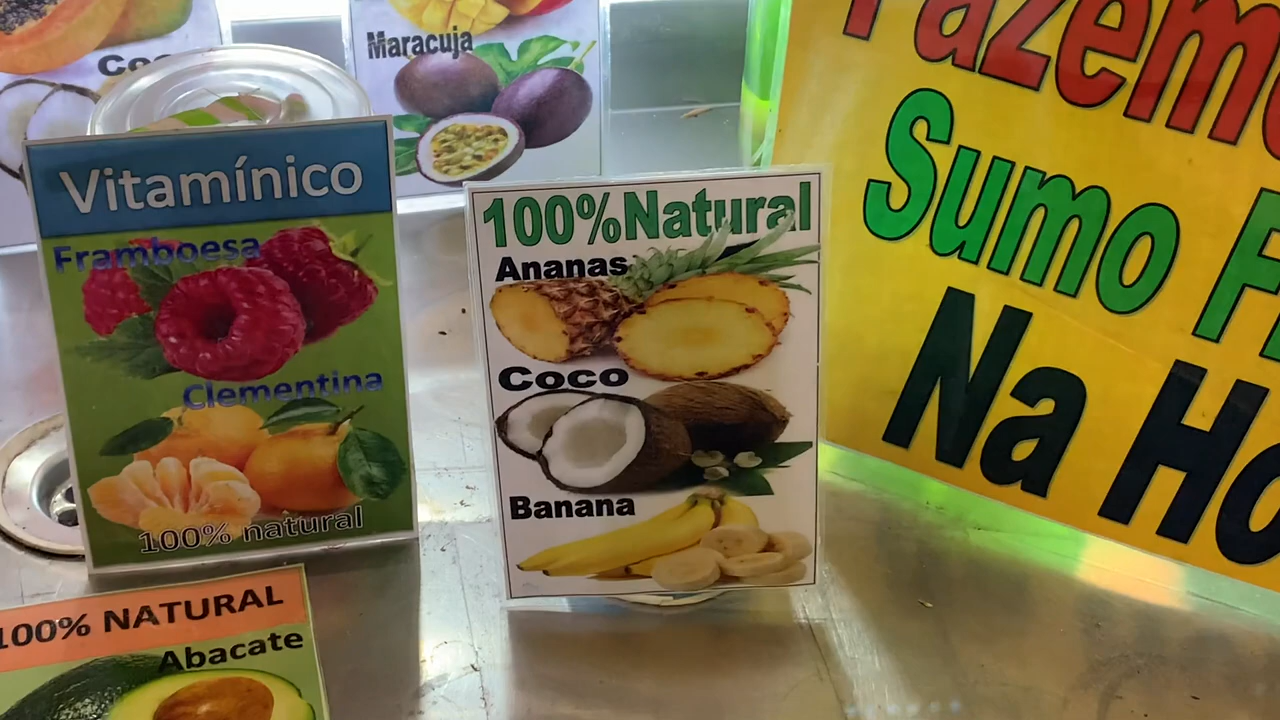 Maracuja
Vitamínico
Framboesa
Clementina
100% natural
100%Natural
Ananas
Coco
Banana
100% NATURAL
Abacate
Sumo
Na